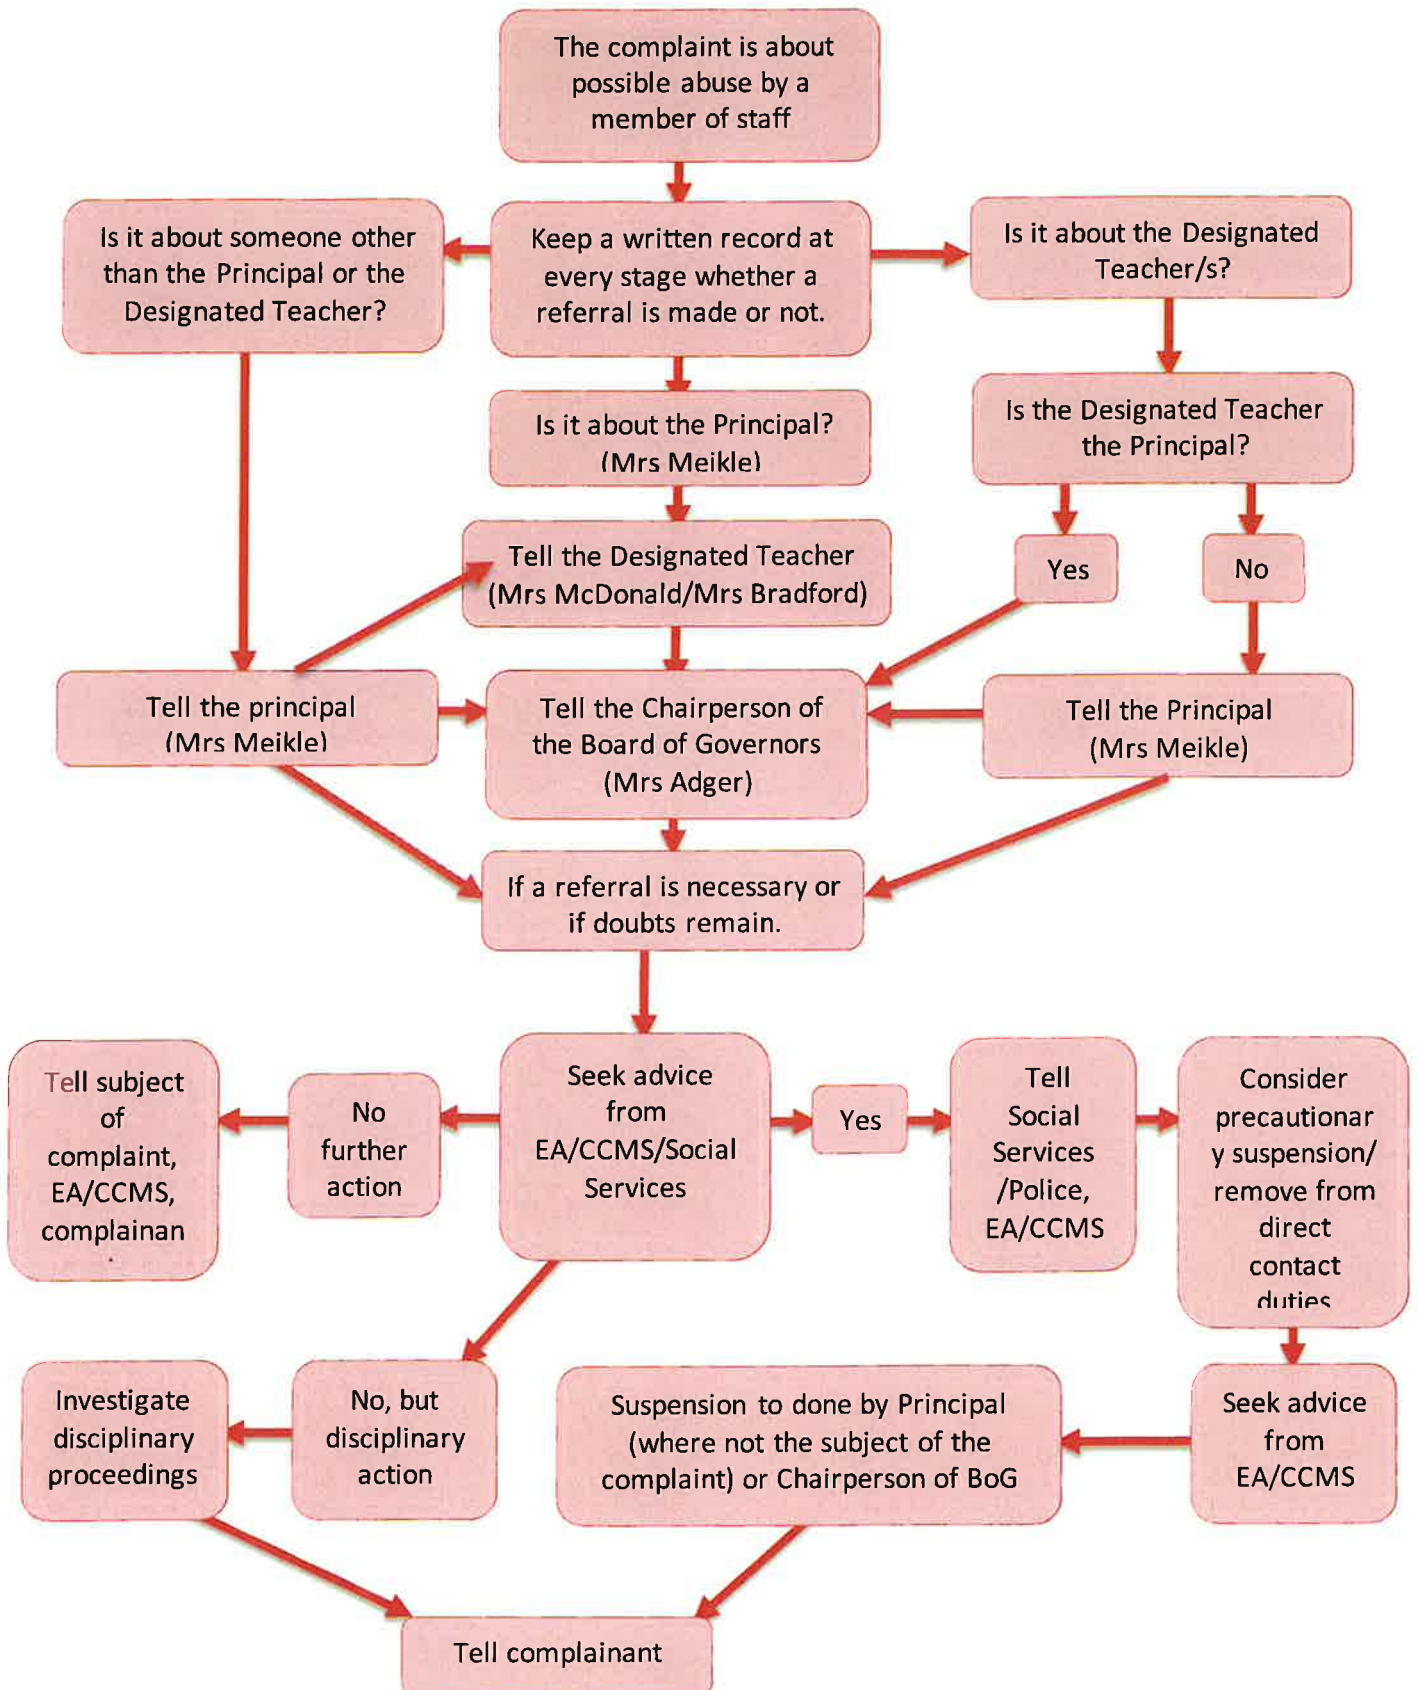 The complaint is about
possible abuse by a
member of staff
Is it about someone other
than the Principal or the
Designated Teacher?
Keep a written record at
every stage whether a
referral is made or not.
Is it about the Designated
Teacher/s?
Is it about the Principal?
(Mrs Meikle)
Is the Designated Teacher
the Principal?
Tell the Designated Teacher
(Mrs McDonald/Mrs Bradford)
Yes
No
Tell the principal
(Mrs Meikle)
Tell the Chairperson of
the Board of Governors
(Mrs Adger)
Tell the Principal
(Mrs Meikle)
If a referral is necessary or
if doubts remain.
Tell subject
of
complaint,
EA/CCMS,
complainan
No
further
action
Seek advice
from
EA/CCMS/Social
Services
Yes
Tell
Social
Services
/Police,
EA/CCMS
Consider
precautionar
y suspension/
remove from
direct
contact
duties
Investigate
disciplinary
proceedings
No, but
disciplinary
action
Suspension to done by Principal
(where not the subject of the
complaint) or Chairperson of BoG
Seek advice
from
EA/CCMS
Tell complainant